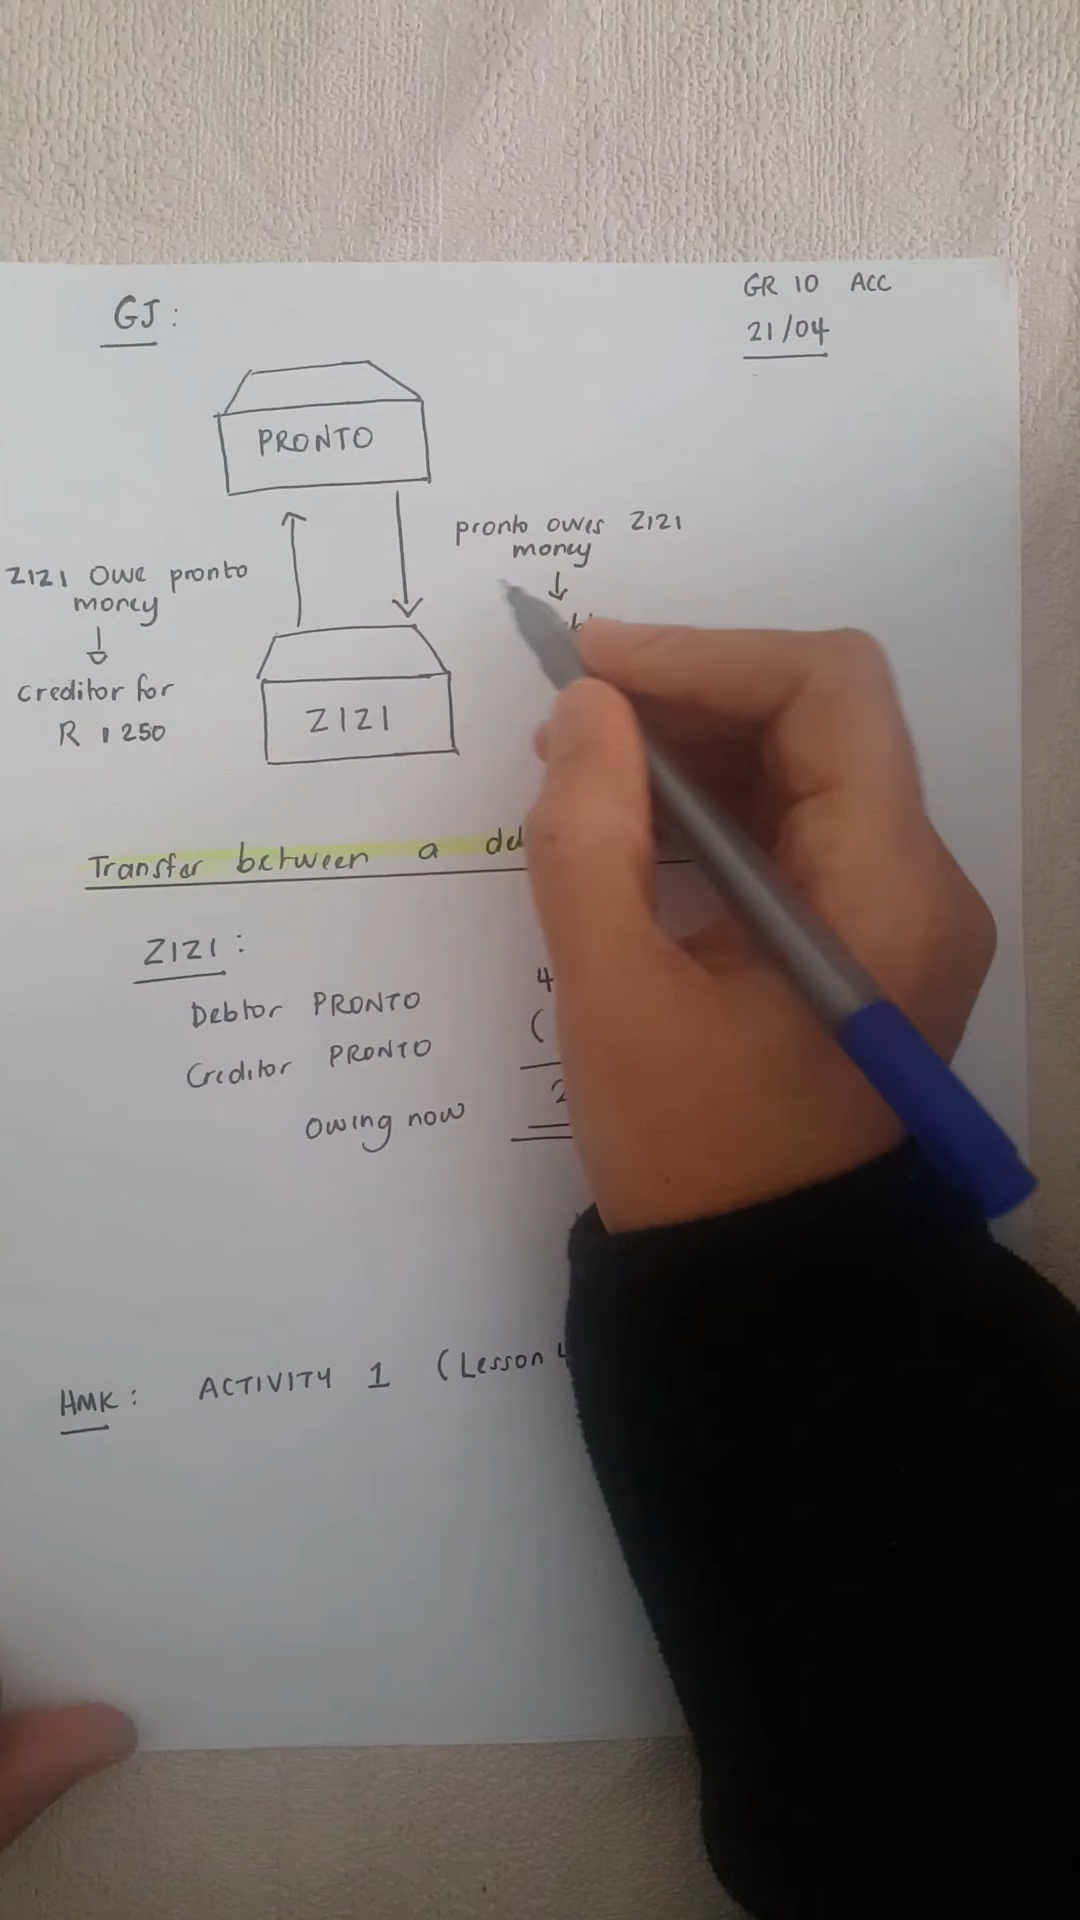 GR 10 ACC
21/04
GJ:
PRONTO
pronto owes ZIZI
money
ZIZI owe pronto
money
creditor for
R 1 250
ZIZI
Transfer between a
ZIZI:
Debtor PRONTO
Creditor PRONTO
(
owing now
HMK: ACTIVITY 1 (Lesson 4